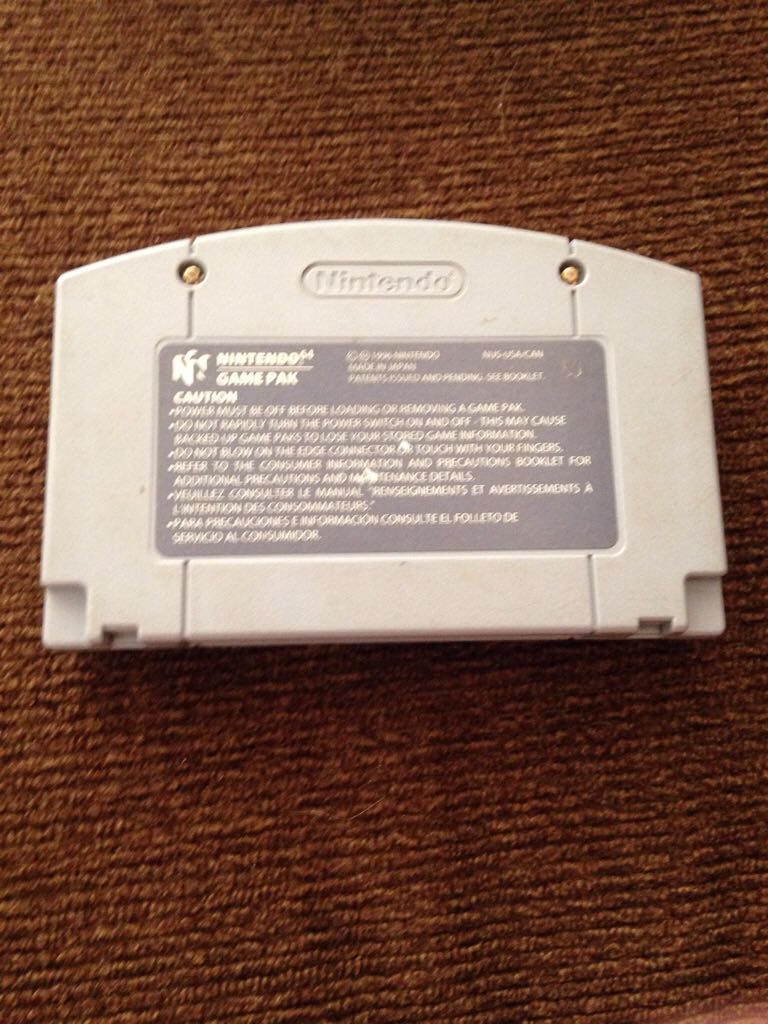 Nintendo
NINTENDO64
GAME PAK
© ℗ 1996 NINTENDO NUS-USA/CAN
MADE IN JAPAN
PATENTS ISSUED AND PENDING. SEE BOOKLET.
CAUTION
•POWER MUST BE OFF BEFORE LOADING OR REMOVING A GAME PAK.
•DO NOT RAPIDLY TURN THE POWER SWITCH ON AND OFF - THIS MAY CAUSE
BACKED UP GAME PAKS TO LOSE YOUR STORED GAME INFORMATION.
•DO NOT BLOW ON THE EDGE CONNECTOR OR TOUCH WITH YOUR FINGERS.
•REFER TO THE CONSUMER INFORMATION AND PRECAUTIONS BOOKLET FOR
ADDITIONAL PRECAUTIONS AND MAINTENANCE DETAILS.
•VEUILLEZ CONSULTER LE MANUAL "RENSEIGNEMENTS ET AVERTISSEMENTS À
L'INTENTION DES CONSOMMATEURS."
•PARA PRECAUCIONES E INFORMACIÓN CONSULTE EL FOLLETO DE
SERVICIO AL CONSUMIDOR.